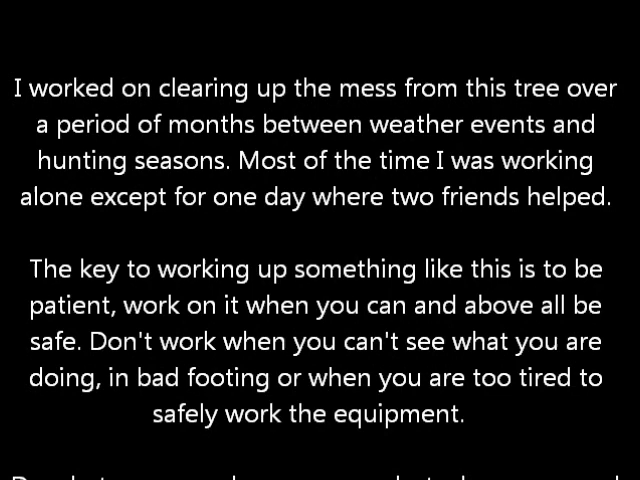 I worked on clearing up the mess from this tree over
a period of months between weather events and
hunting seasons. Most of the time I was working
alone except for one day where two friends helped.
The key to working up something like this is to be
patient, work on it when you can and above all be
safe. Don't work when you can't see what you are
doing, in bad footing or when you are too tired to
safely work the equipment.